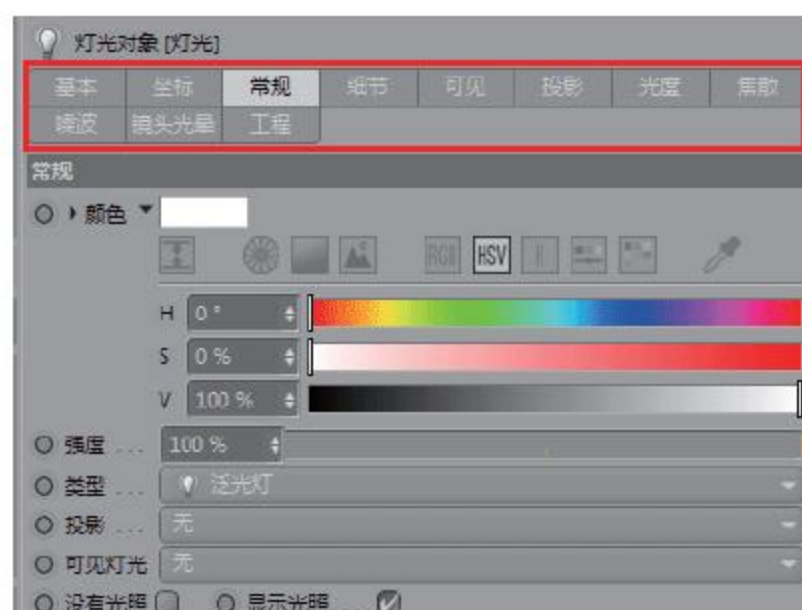 灯光对象 [灯光]
基本 坐标 常规 细节 可见 投影 光度 焦散
噪波 镜头光晕 工程
常规
颜色
RGB HSV
H 0 °
S 0 %
V 100 %
强度 . . . 100 %
类型 . . . 泛光灯
投影 . . . 无
可见灯光 无
没有光照 显示光照 . . .